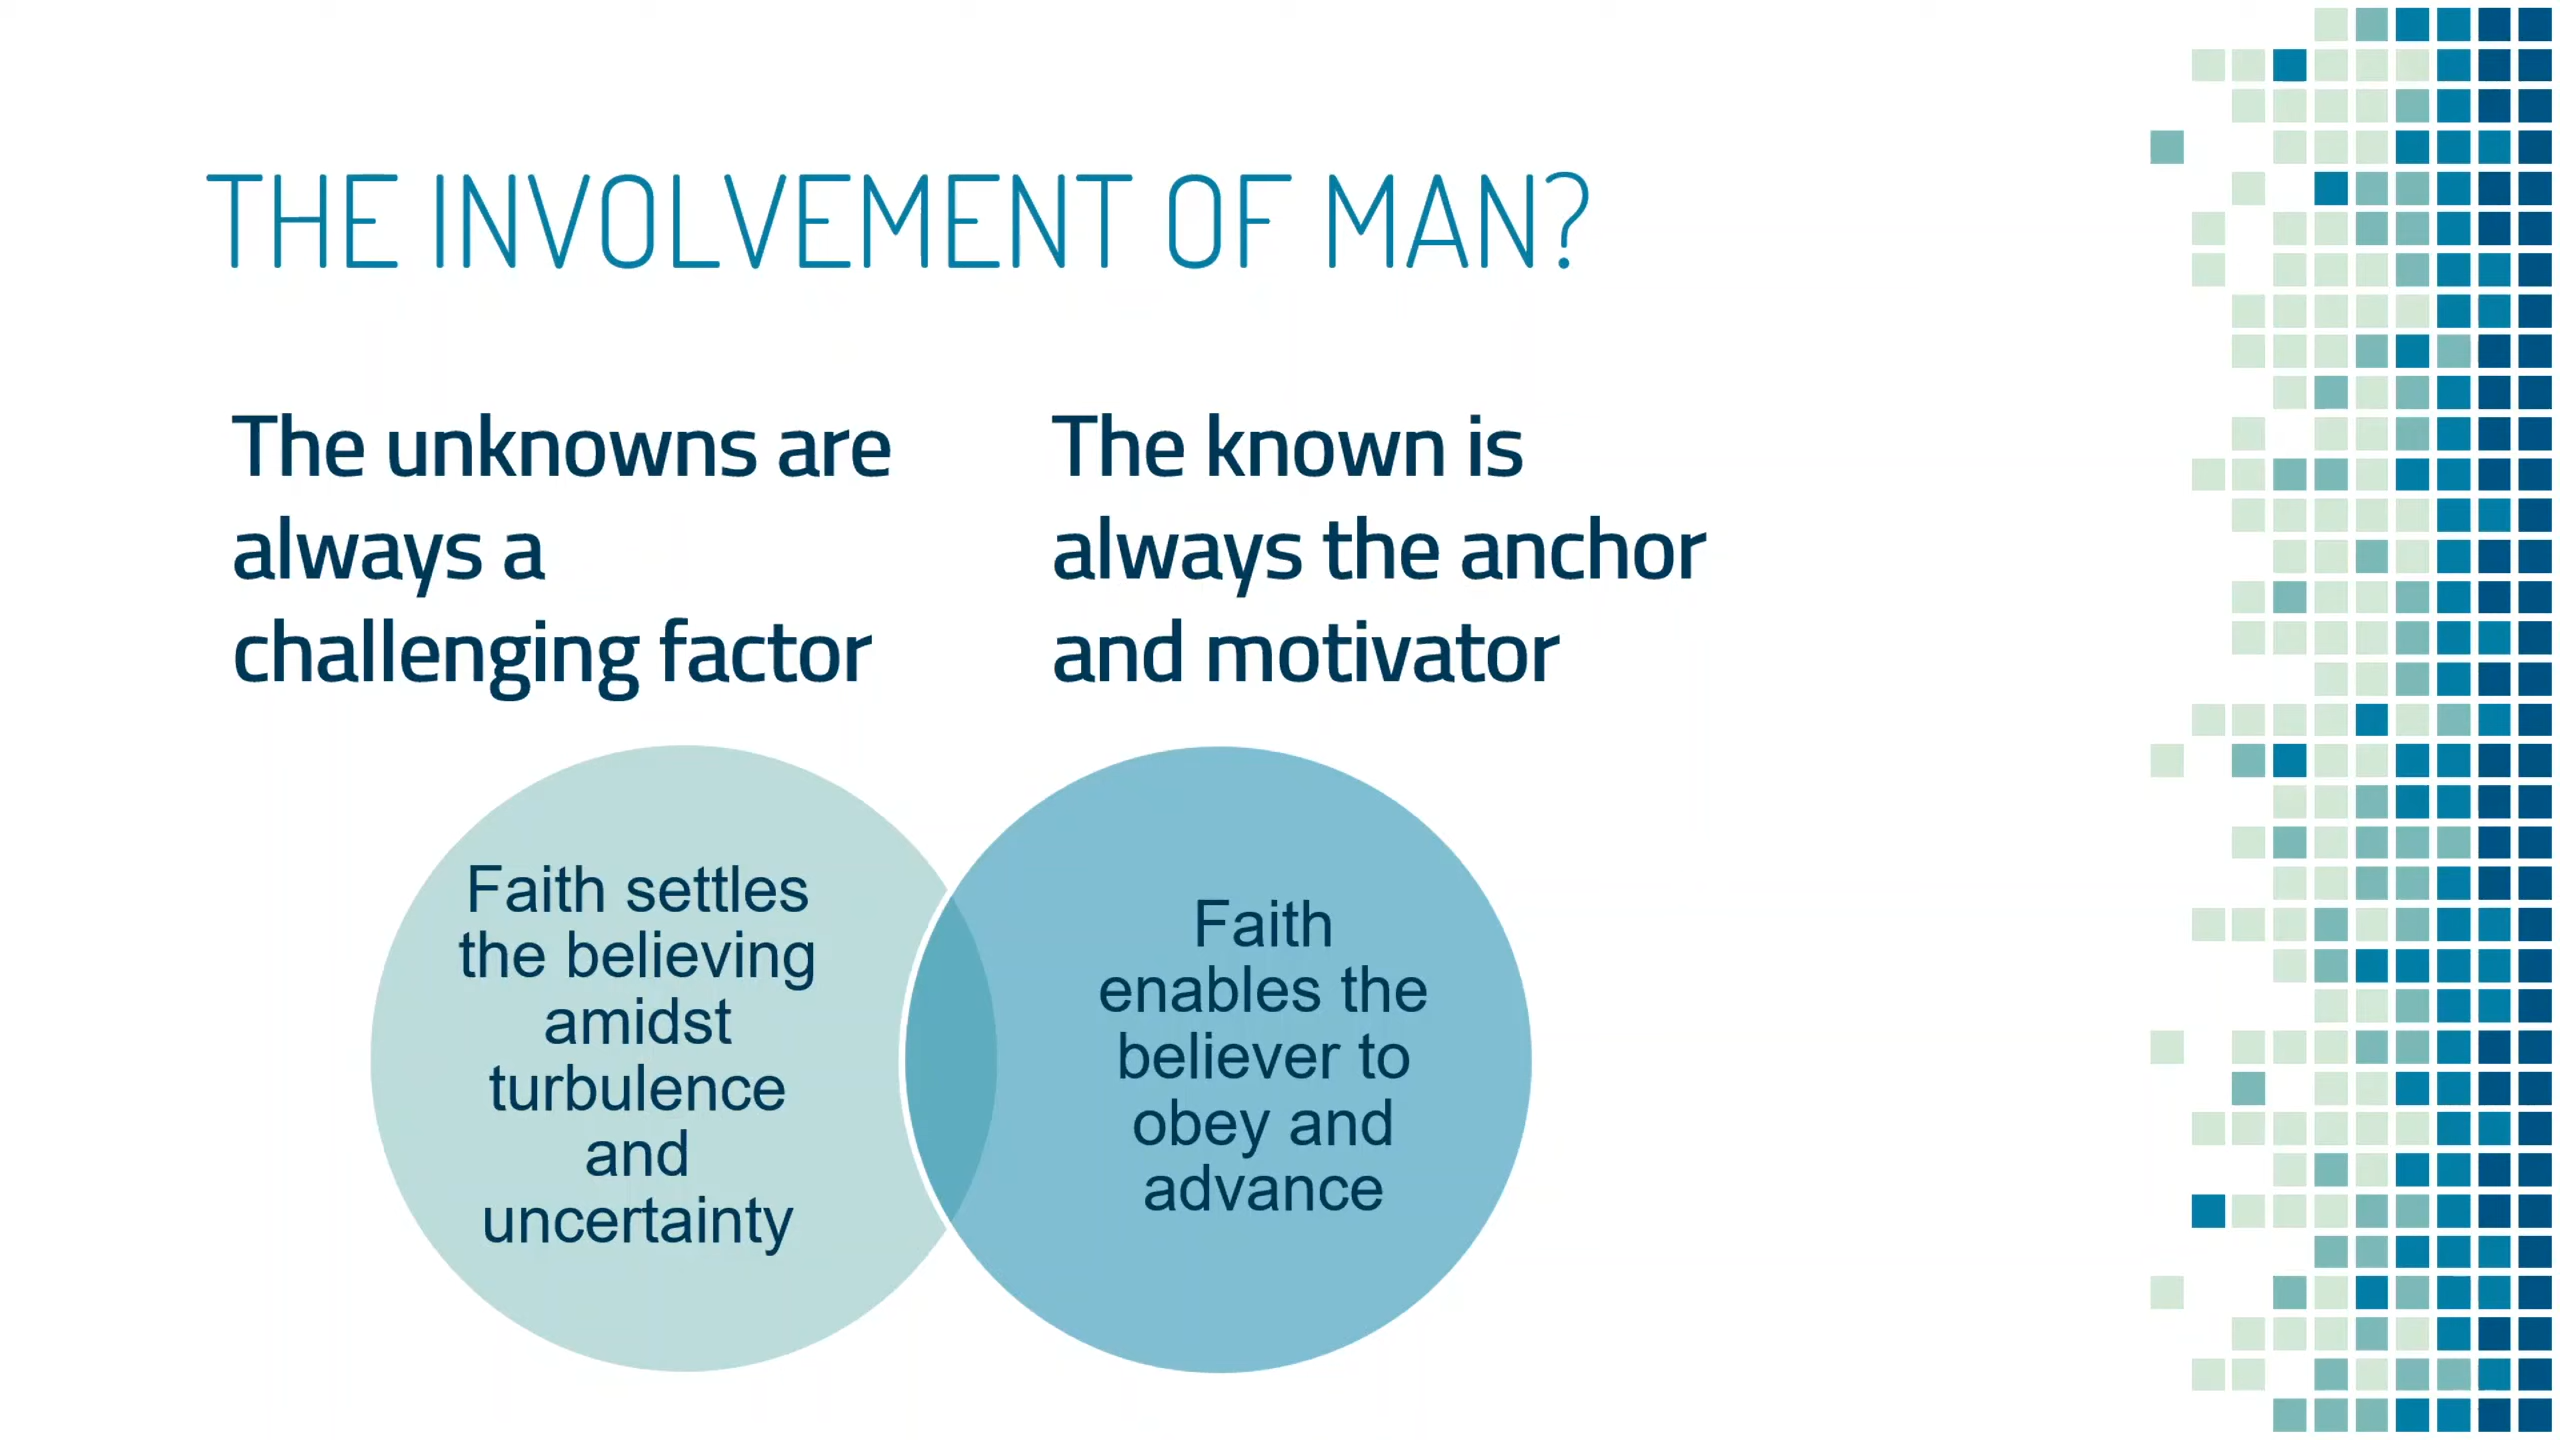 THE INVOLVEMENT OF MAN?
The unknowns are
always a
challenging factor
The known is
always the anchor
and motivator
Faith settles
the believing
amidst
turbulence
and
uncertainty
Faith
enables the
believer to
obey and
advance